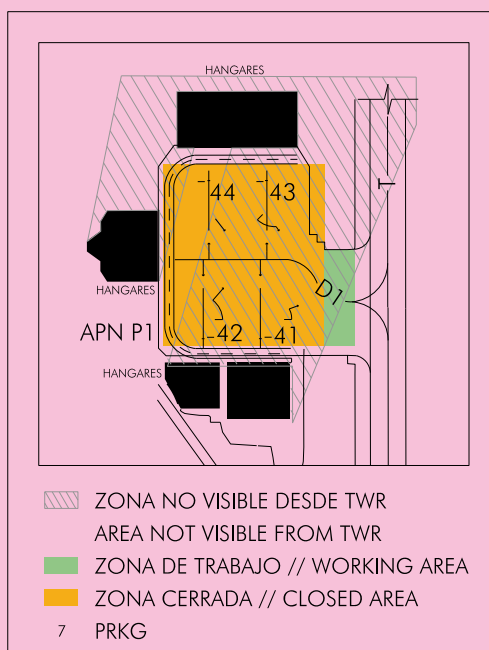 HANGARES
44 43
T
HANGARES
D1
APN P1
42 41
HANGARES
ZONA NO VISIBLE DESDE TWR
AREA NOT VISIBLE FROM TWR
ZONA DE TRABAJO // WORKING AREA
ZONA CERRADA // CLOSED AREA
7 PRKG